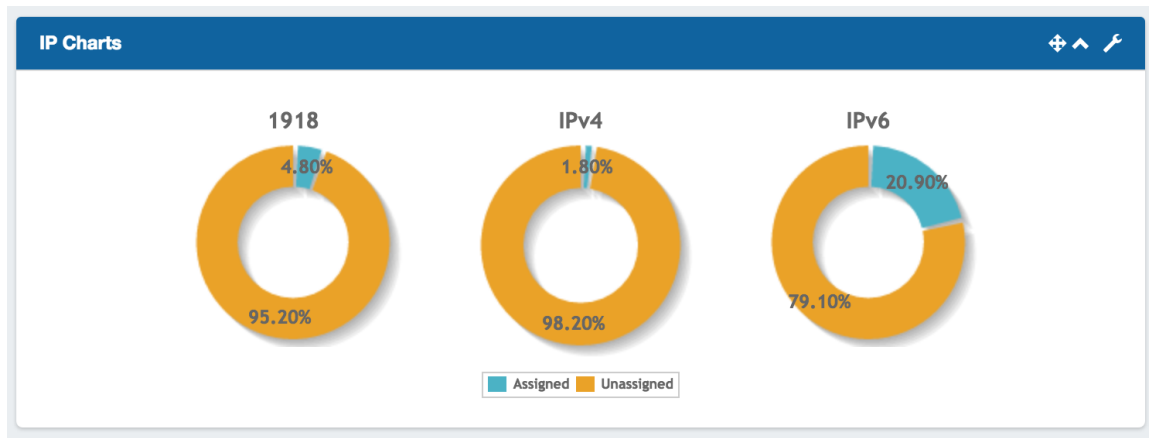 IP Charts
1918
IPv4
IPv6
4.80%
1.80%
20.90%
95.20%
98.20%
79.10%
Assigned
Unassigned